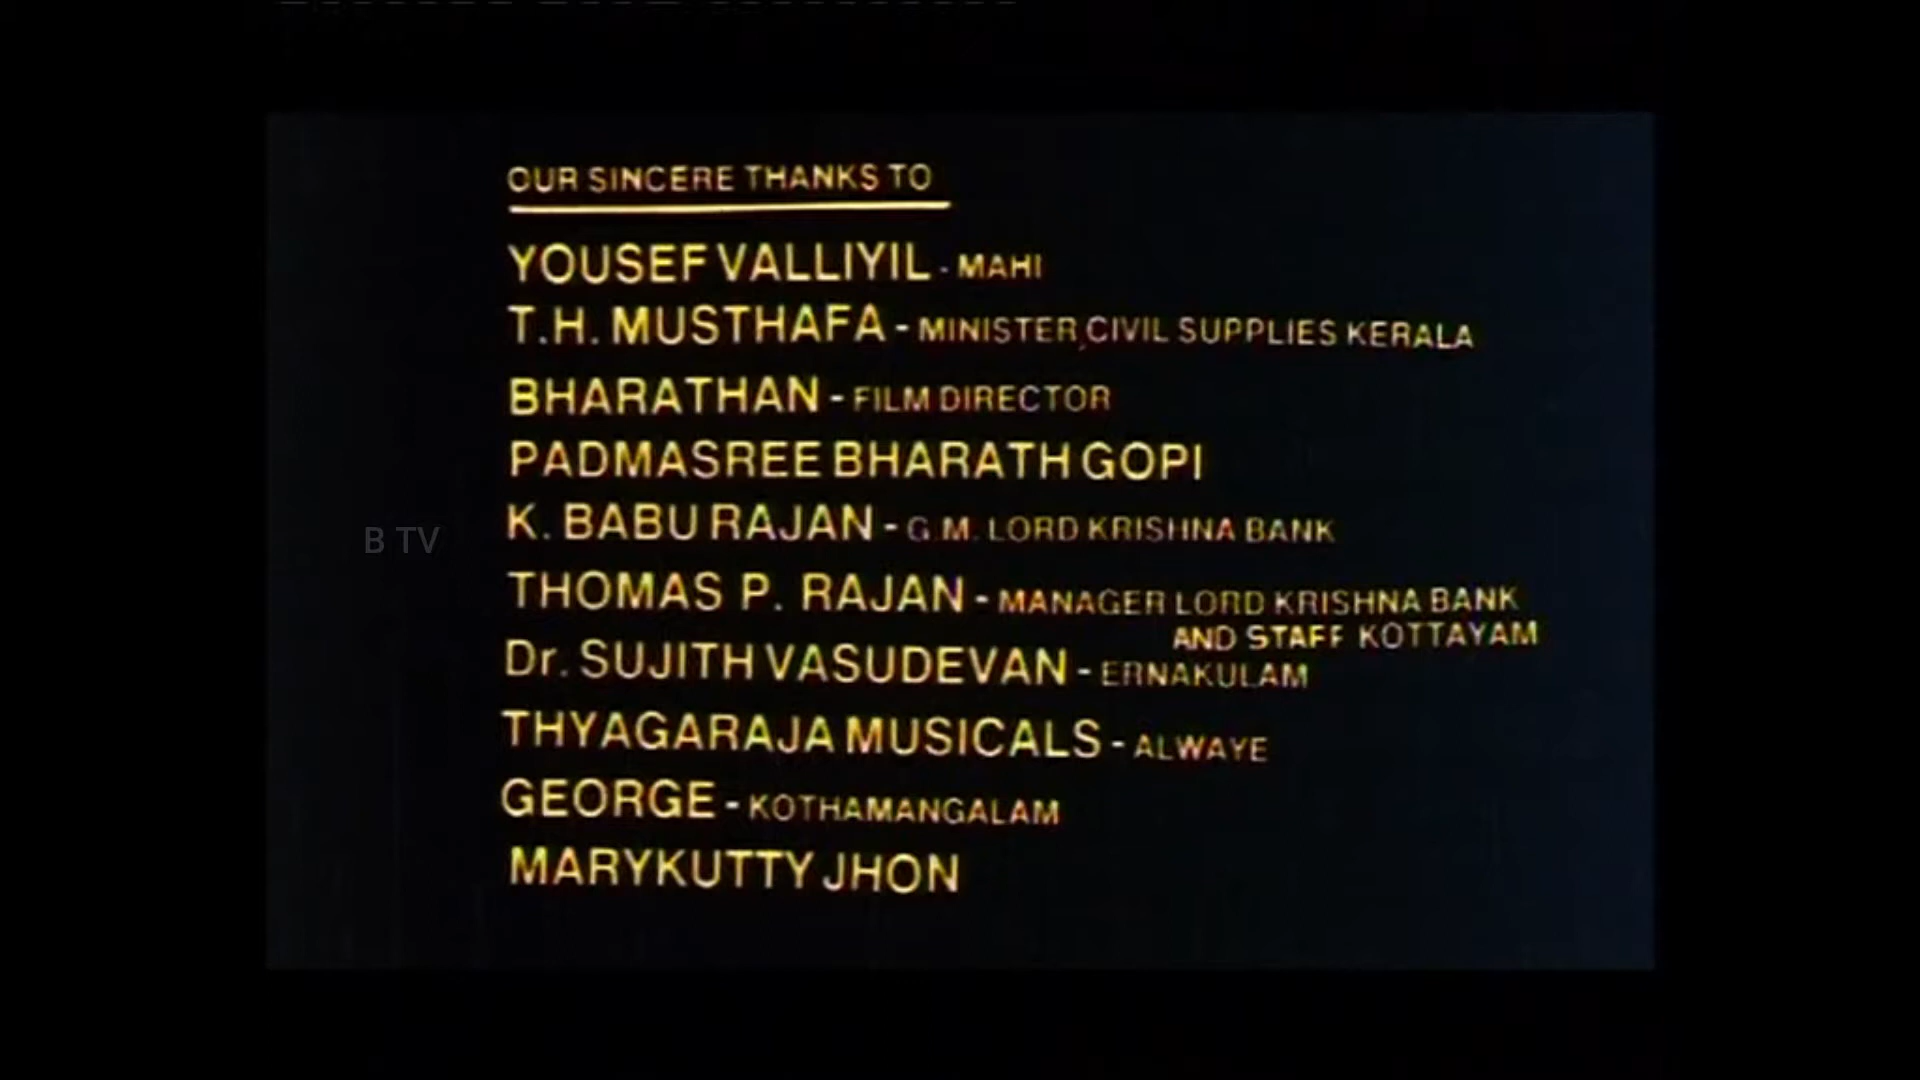 OUR SINCERE THANKS TO
YOUSEF VALLIYIL - MAHI
T.H. MUSTHAFA - MINISTER, CIVIL SUPPLIES KERALA
BHARATHAN - FILM DIRECTOR
PADMASREE BHARATH GOPI
K. BABU RAJAN - G.M. LORD KRISHNA BANK
B TV
THOMAS P. RAJAN - MANAGER LORD KRISHNA BANK
AND STAFF KOTTAYAM
Dr. SUJITH VASUDEVAN - ERNAKULAM
THYAGARAJA MUSICALS - ALWAYE
GEORGE - KOTHAMANGALAM
MARYKUTTY JHON